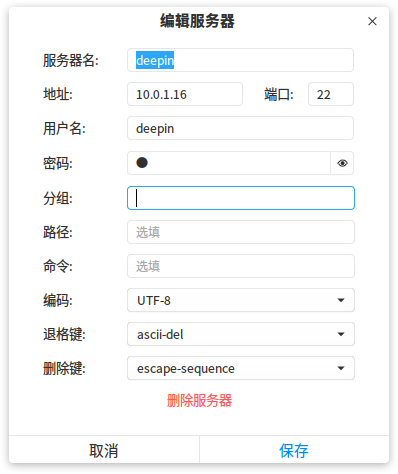 编辑服务器
服务器名: deepin
地址: 10.0.1.16 端口: 22
用户名: deepin
密码: ●
分组:
路径: 选填
命令: 选填
编码: UTF-8
退格键: ascii-del
删除键: escape-sequence
删除服务器
取消 保存